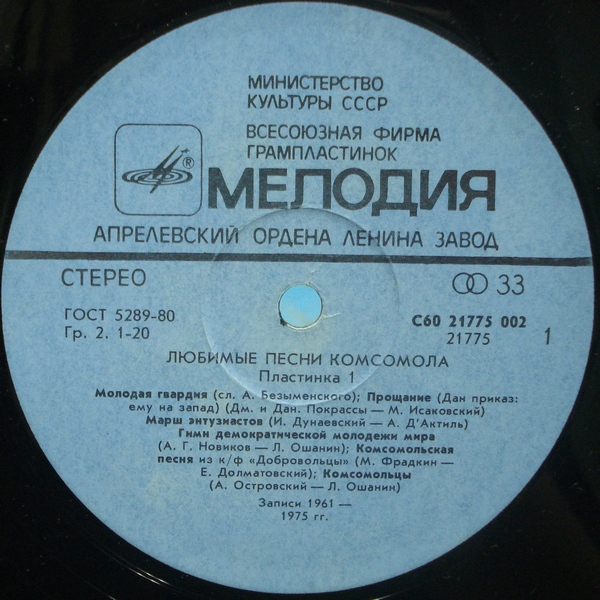 МИНИСТЕРСТВО
КУЛЬТУРЫ СССР
ВСЕСОЮЗНАЯ ФИРМА
ГРАМПЛАСТИНОК
®
МЕЛОДИЯ
АПРЕЛЕВСКИЙ ОРДЕНА ЛЕНИНА ЗАВОД
СТЕРЕО
33
ГОСТ 5289-80
Гр. 2. 1-20
С60 21775 002
21775
1
ЛЮБИМЫЕ ПЕСНИ КОМСОМОЛА
Пластинка 1
Молодая гвардия (сл. А. Безыменского); Прощание (Дан приказ:
ему на запад) (Дм. и Дан. Покрассы — М. Исаковский)
Марш энтузиастов (И. Дунаевский — А. Д'Актиль)
Гимн демократической молодежи мира
(А. Г. Новиков — Л. Ошанин); Комсомольская
песня из к/ф «Добровольцы» (М. Фрадкин —
Е. Долматовский); Комсомольцы
(А. Островский — Л. Ошанин)
Записи 1961 —
1975 гг.